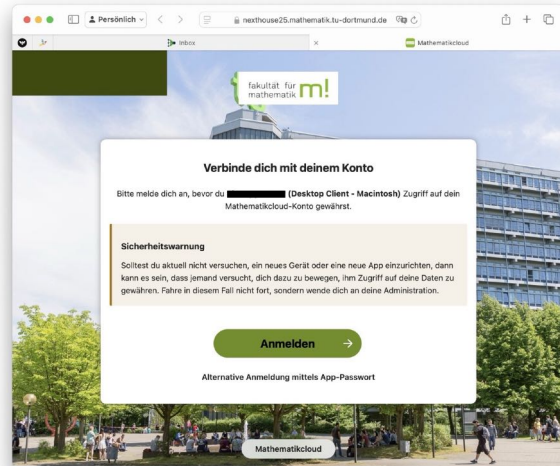 Persönlich
nexthouse25.mathematik.tu-dortmund.de
Inbox
Mathematikcloud
fakultät für
mathematik m!
Verbinde dich mit deinem Konto
Bitte melde dich an, bevor du (Desktop Client - Macintosh) Zugriff auf dein
Mathematikcloud-Konto gewährst.
Sicherheitswarnung
Solltest du aktuell nicht versuchen, ein neues Gerät oder eine neue App einzurichten, dann
kann es sein, dass jemand versucht, dich dazu zu bewegen, ihm Zugriff auf deine Daten zu
gewähren. Fahre in diesem Fall nicht fort, sondern wende dich an deine Administration.
Anmelden
Alternative Anmeldung mittels App-Passwort
Mathematikcloud